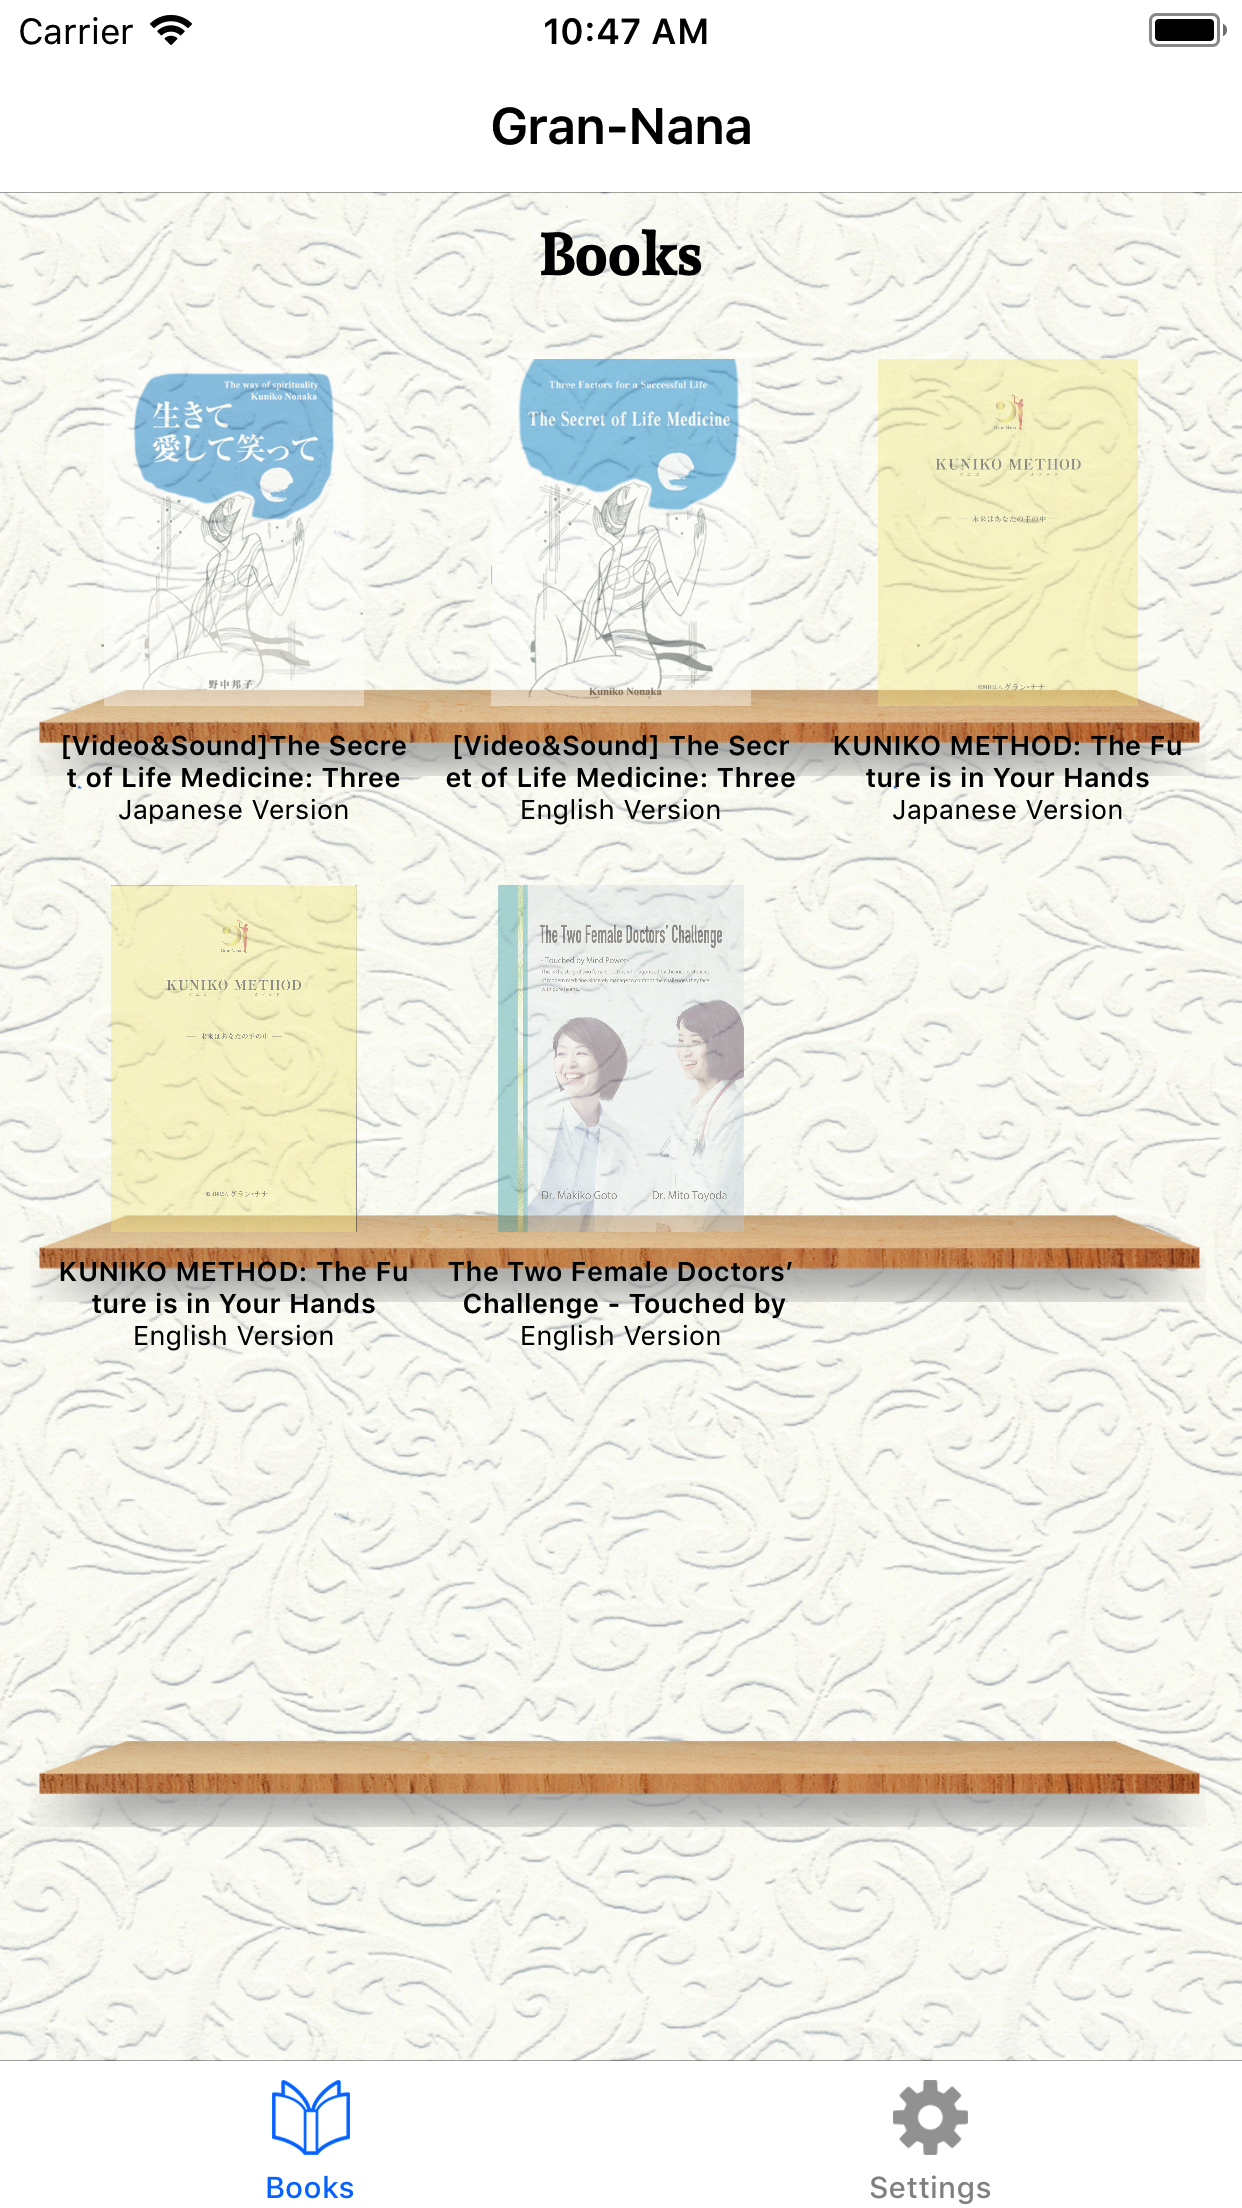 Carrier
10:47 AM
Gran-Nana
Books
The way of spirituality
Kuniko Nonaka
生きて
愛して笑って
野中邦子
Three Factors for a Successful Life
The Secret of Life Medicine
Kuniko Nonaka
KUNIKO METHOD
未来はあなたの手の中
グラン・ナナ
[Video&Sound]The Secre
t of Life Medicine: Three
Japanese Version
[Video&Sound] The Secr
et of Life Medicine: Three
English Version
KUNIKO METHOD: The Fu
ture is in Your Hands
Japanese Version
KUNIKO METHOD
未来はあなたの手の中
グラン・ナナ
The Two Female Doctors' Challenge
- Touched by Mind Power-
Dr. Makiko Goto
Dr. Mito Toyoda
KUNIKO METHOD: The Fu
ture is in Your Hands
English Version
The Two Female Doctors’
Challenge - Touched by
English Version
Books
Settings